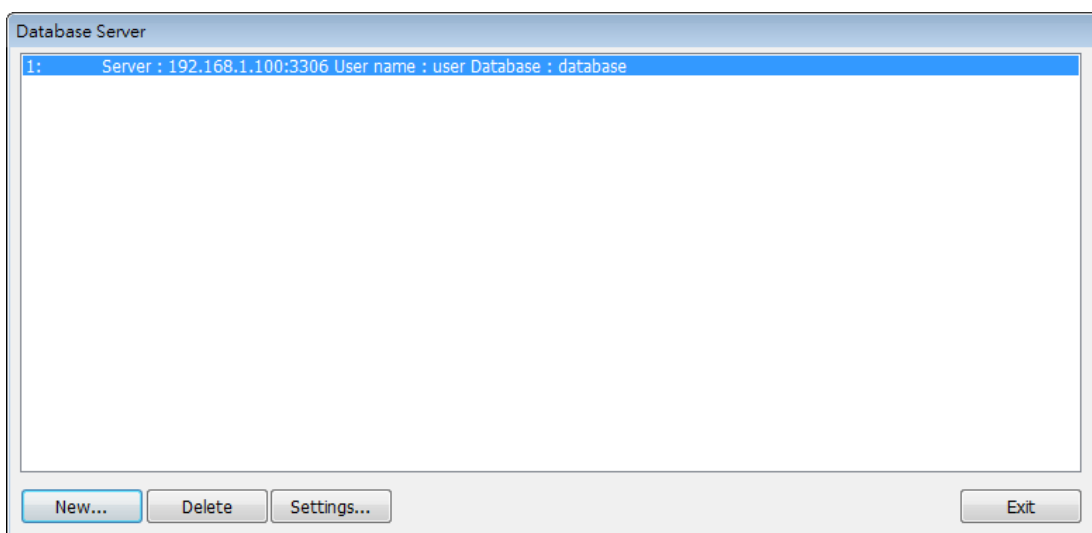 Database Server
1: Server : 192.168.1.100:3306 User name : user Database : database
New... Delete Settings... Exit